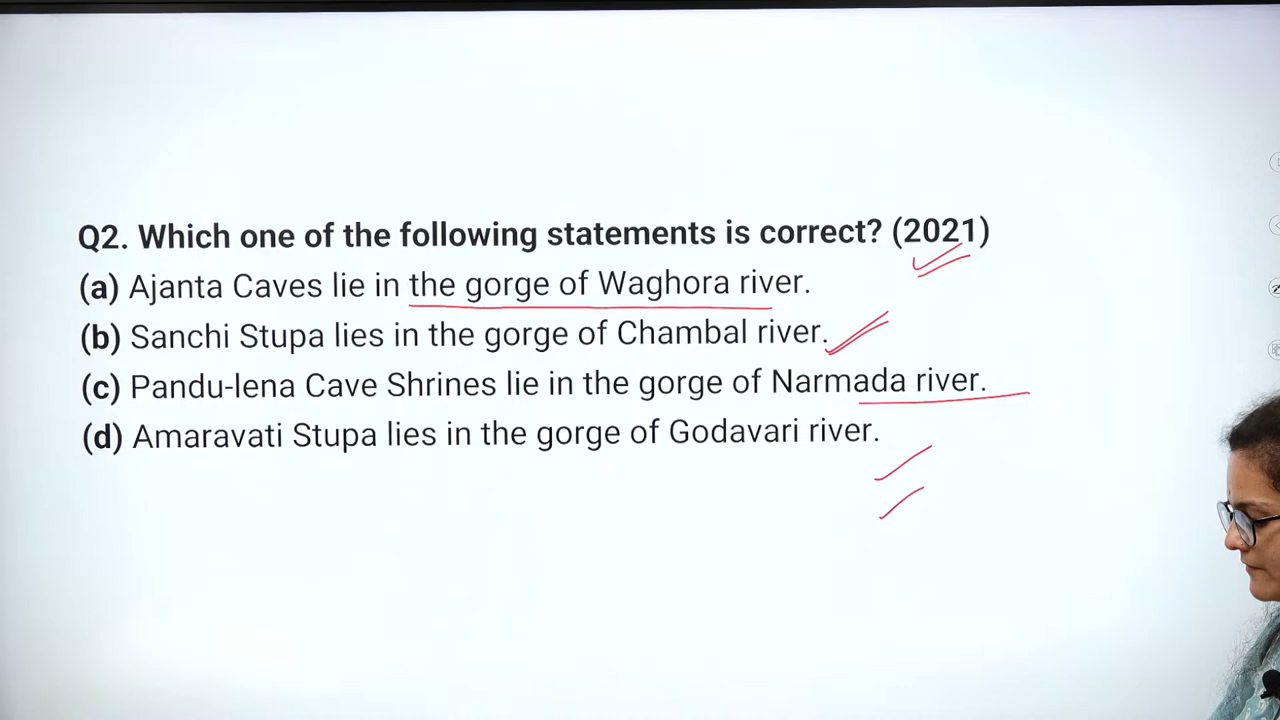 Q2. Which one of the following statements is correct? (2021)
(a) Ajanta Caves lie in the gorge of Waghora river.
(b) Sanchi Stupa lies in the gorge of Chambal river.
(c) Pandu-lena Cave Shrines lie in the gorge of Narmada river.
(d) Amaravati Stupa lies in the gorge of Godavari river.